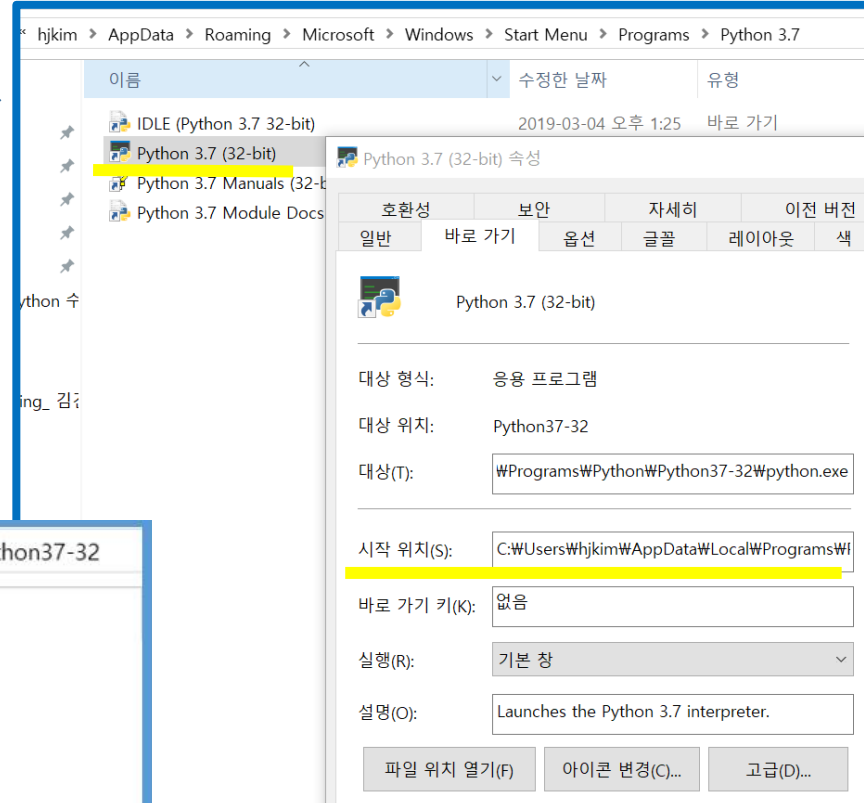 hjkim > AppData > Roaming > Microsoft > Windows > Start Menu > Programs > Python 3.7
이름 수정한 날짜 유형
IDLE (Python 3.7 32-bit) 2019-03-04 오후 1:25 바로 가기
Python 3.7 (32-bit)
Python 3.7 Manuals (32-b
Python 3.7 Module Docs
ython 수
ing_ 김
Python 3.7 (32-bit) 속성
호환성 보안 자세히 이전 버전
일반 바로 가기 옵션 글꼴 레이아웃 색
Python 3.7 (32-bit)
대상 형식: 응용 프로그램
대상 위치: Python37-32
대상(T): ₩Programs₩Python₩Python37-32₩python.exe
시작 위치(S): C:₩Users₩hjkim₩AppData₩Local₩Programs₩
바로 가기 키(K): 없음
실행(R): 기본 창
설명(O): Launches the Python 3.7 interpreter.
파일 위치 열기(F) 아이콘 변경(C)... 고급(D)...
hon37-32